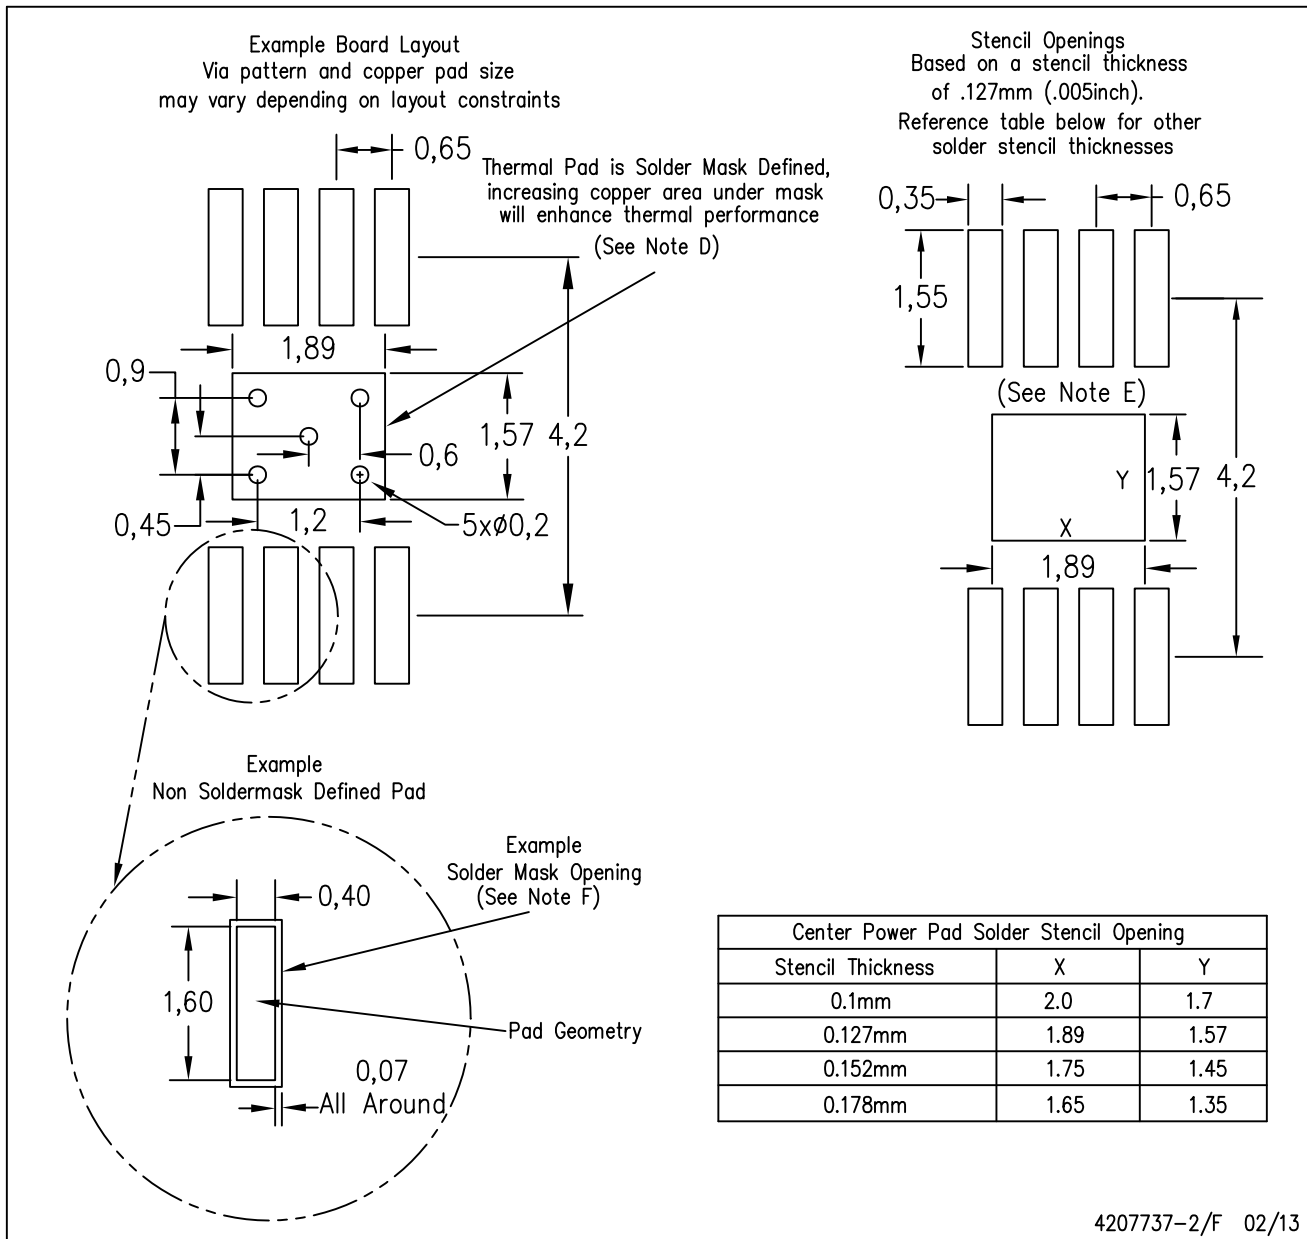 Example Board Layout
Via pattern and copper pad size
may vary depending on layout constraints
0,65
Thermal Pad is Solder Mask Defined,
increasing copper area under mask
will enhance thermal performance
(See Note D)
1,89
0,9
1,57
4,2
0,6
0,45
1,2
5xø0,2
Stencil Openings
Based on a stencil thickness
of .127mm (.005inch).
Reference table below for other
solder stencil thicknesses
0,35
0,65
1,55
(See Note E)
Y
1,57
4,2
X
1,89
Example
Non Soldermask Defined Pad
Example
Solder Mask Opening
(See Note F)
0,40
1,60
Pad Geometry
0,07
All Around
Center Power Pad Solder Stencil Opening
Stencil Thickness X Y
0.1mm 2.0 1.7
0.127mm 1.89 1.57
0.152mm 1.75 1.45
0.178mm 1.65 1.35
4207737-2/F 02/13